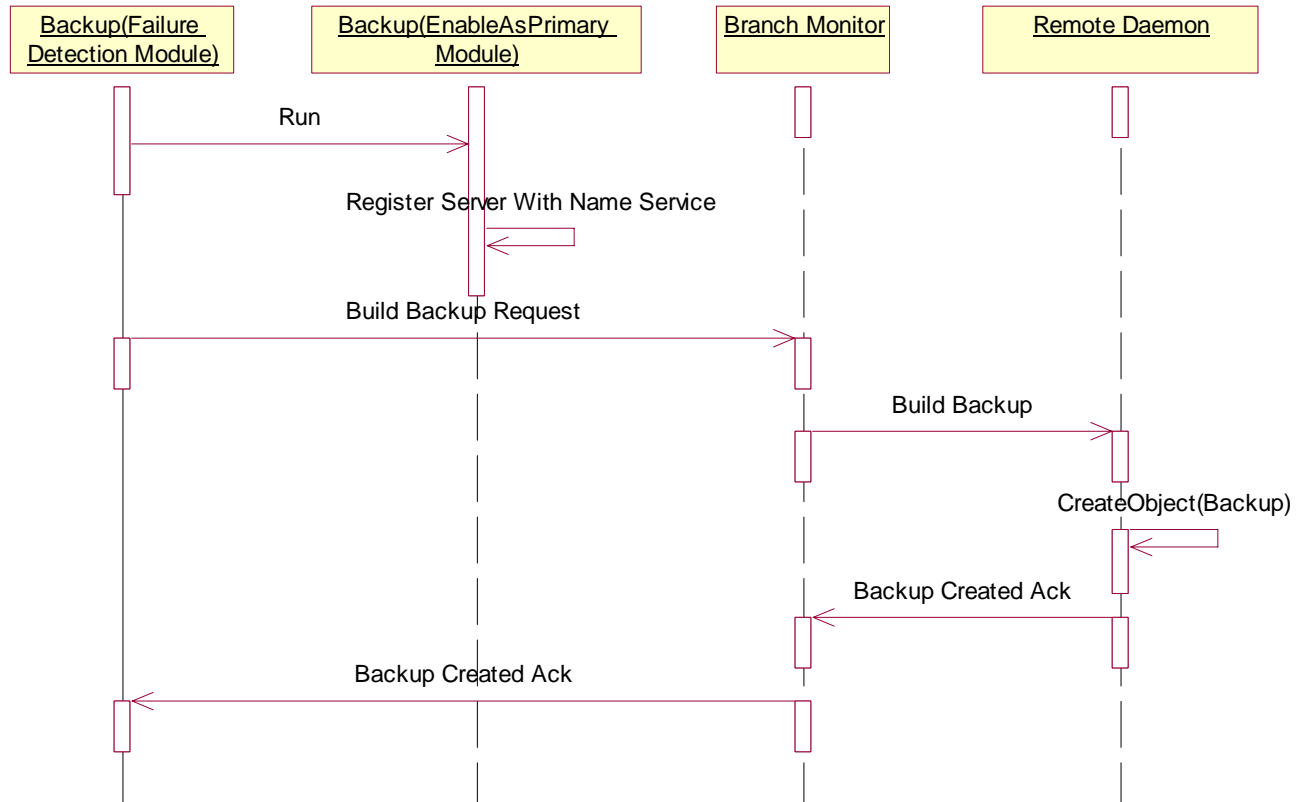 Backup(Failure
Detection Module)
Backup(EnableAsPrimary
Module)
Branch Monitor
Remote Daemon
Run
Register Server With Name Service
Build Backup Request
Build Backup
CreateObject(Backup)
Backup Created Ack
Backup Created Ack